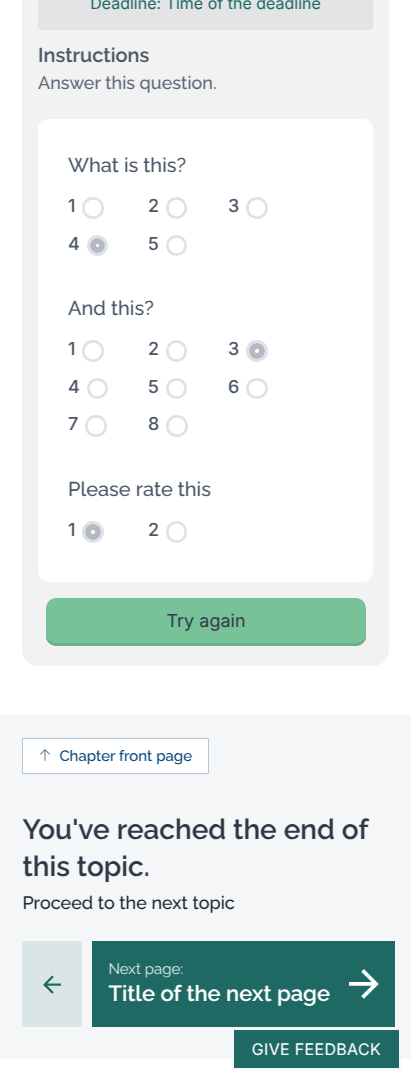 Deadline: Time of the deadline
Instructions
Answer this question.
What is this?
1 2 3
4 5
And this?
1 2 3
4 5 6
7 8
Please rate this
1 2
Try again
↑ Chapter front page
You've reached the end of
this topic.
Proceed to the next topic
Next page:
Title of the next page
GIVE FEEDBACK